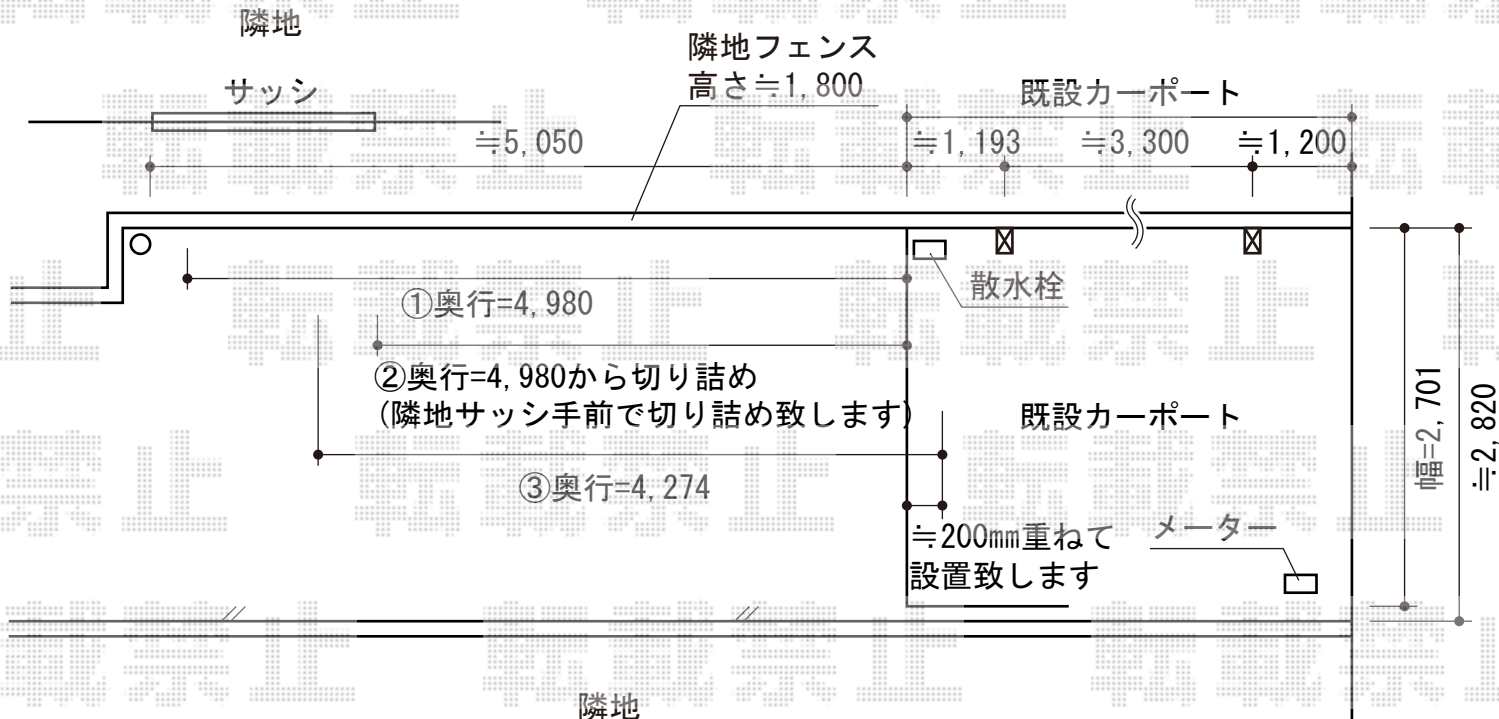 隣地
隣地フェンス
高さ≒1,800
サッシ
既設カーポート
≒5,050
≒1,193
≒3,300
≒1,200
散水栓
①奥行=4,980
②奥行=4,980から切り詰め
(隣地サッシ手前で切り詰め致します)
既設カーポート
③奥行=4,274
幅=2,701
≒2,820
≒200mm重ねて
設置致します
メーター
隣地
転載禁止